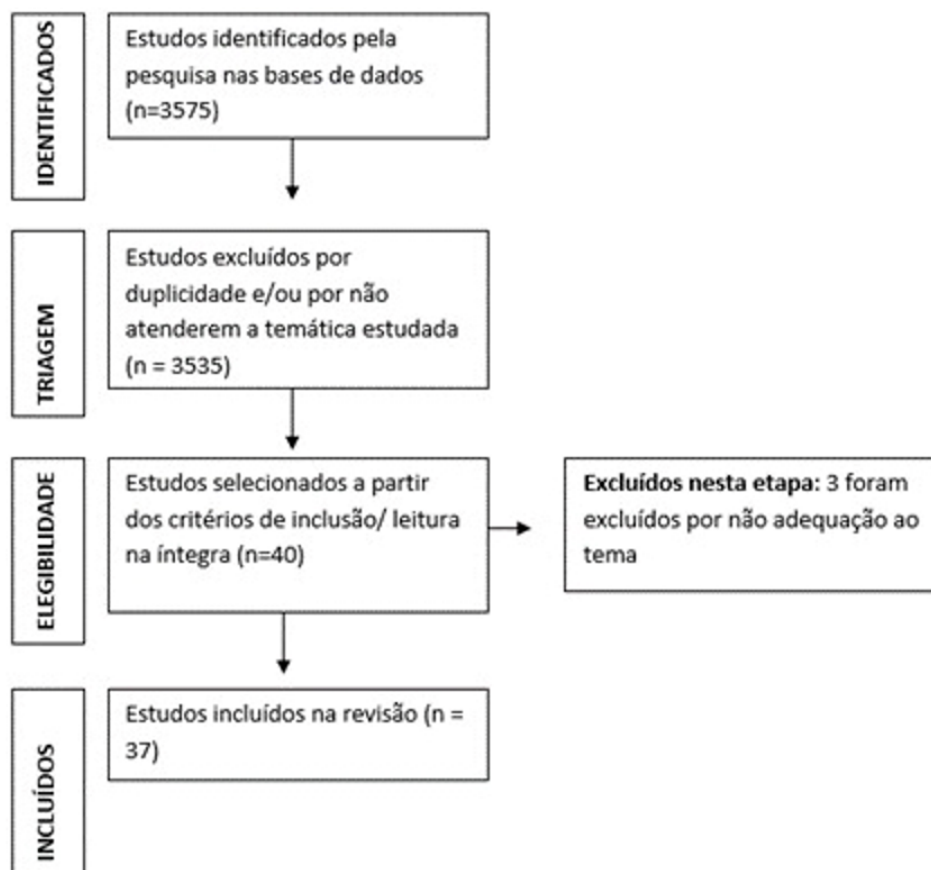 IDENTIFICADOS
Estudos identificados pela
pesquisa nas bases de dados
(n=3575)
TRIAGEM
Estudos excluídos por
duplicidade e/ou por não
atenderem a temática estudada
(n = 3535)
ELEGIBILIDADE
Estudos selecionados a partir
dos critérios de inclusão/ leitura
na íntegra (n=40)
Excluídos nesta etapa: 3 foram
excluídos por não adequação ao
tema
INCLUÍDOS
Estudos incluídos na revisão (n =
37)